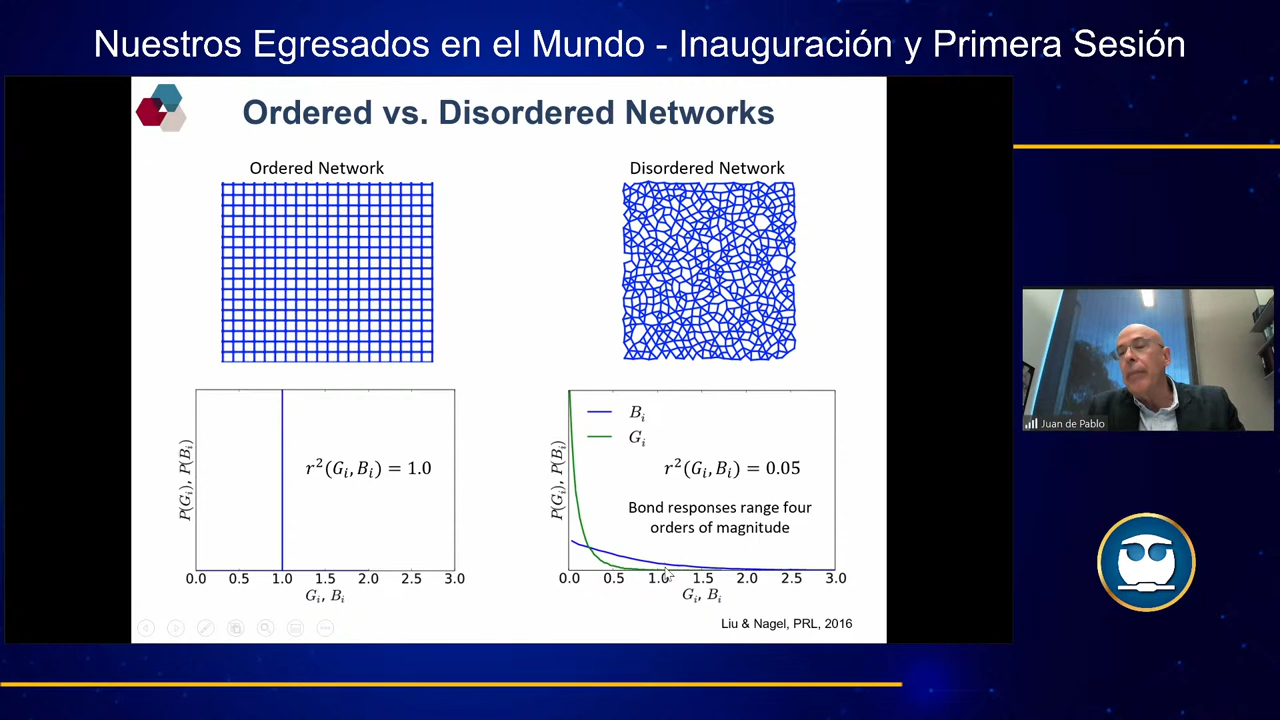 Nuestros Egresados en el Mundo - Inauguración y Primera Sesión
Ordered vs. Disordered Networks
Ordered Network
Disordered Network
P(G_i), P(B_i)
r²(G_i, B_i) = 1.0
0.0 0.5 1.0 1.5 2.0 2.5 3.0
G_i, B_i
P(G_i), P(B_i)
B_i
G_i
r²(G_i, B_i) = 0.05
Bond responses range four
orders of magnitude
0.0 0.5 1.0 1.5 2.0 2.5 3.0
G_i, B_i
Liu & Nagel, PRL, 2016
Juan de Pablo